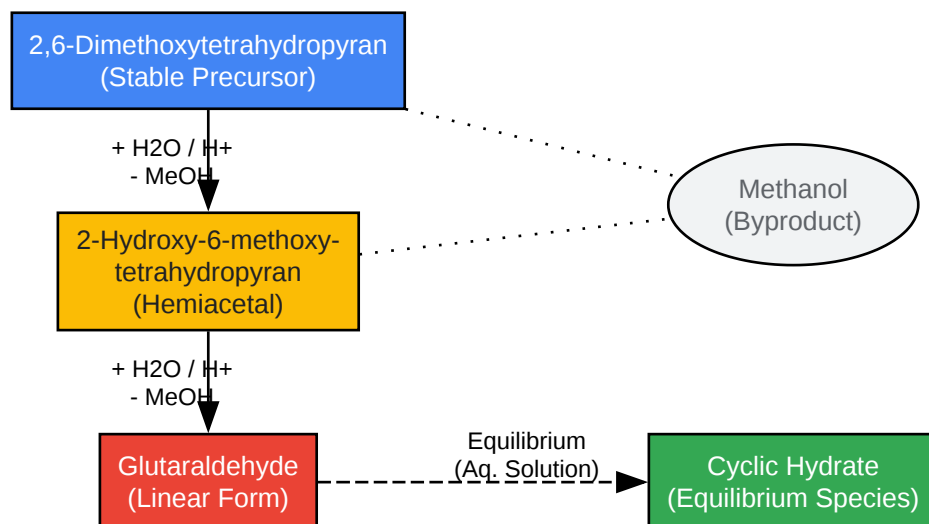 2,6-Dimethoxytetrahydropyran
(Stable Precursor)
+ H2O / H+
- MeOH
Methanol
(Byproduct)
2-Hydroxy-6-methoxy-
tetrahydropyran
(Hemiacetal)
+ H2O / H+
- MeOH
Equilibrium
(Aq. Solution)
Glutaraldehyde
(Linear Form)
Cyclic Hydrate
(Equilibrium Species)